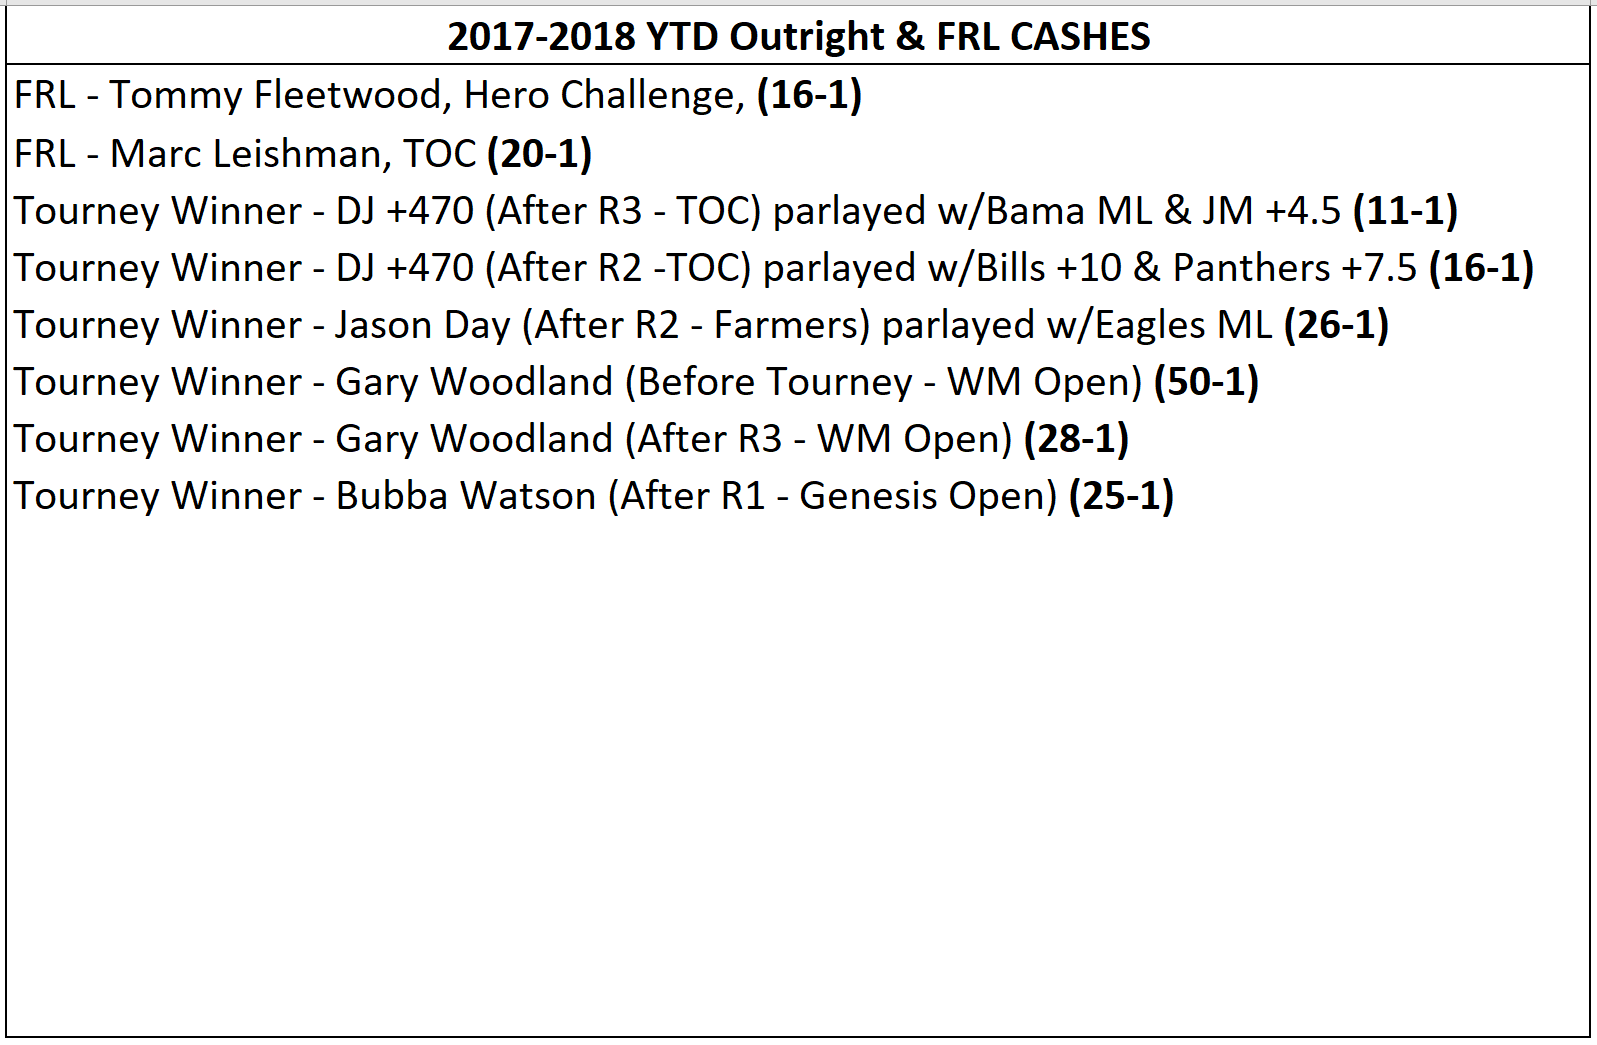 2017-2018 YTD Outright & FRL CASHES
FRL - Tommy Fleetwood, Hero Challenge, (16-1)
FRL - Marc Leishman, TOC (20-1)
Tourney Winner - DJ +470 (After R3 - TOC) parlayed w/Bama ML & JM +4.5 (11-1)
Tourney Winner - DJ +470 (After R2 -TOC) parlayed w/Bills +10 & Panthers +7.5 (16-1)
Tourney Winner - Jason Day (After R2 - Farmers) parlayed w/Eagles ML (26-1)
Tourney Winner - Gary Woodland (Before Tourney - WM Open) (50-1)
Tourney Winner - Gary Woodland (After R3 - WM Open) (28-1)
Tourney Winner - Bubba Watson (After R1 - Genesis Open) (25-1)